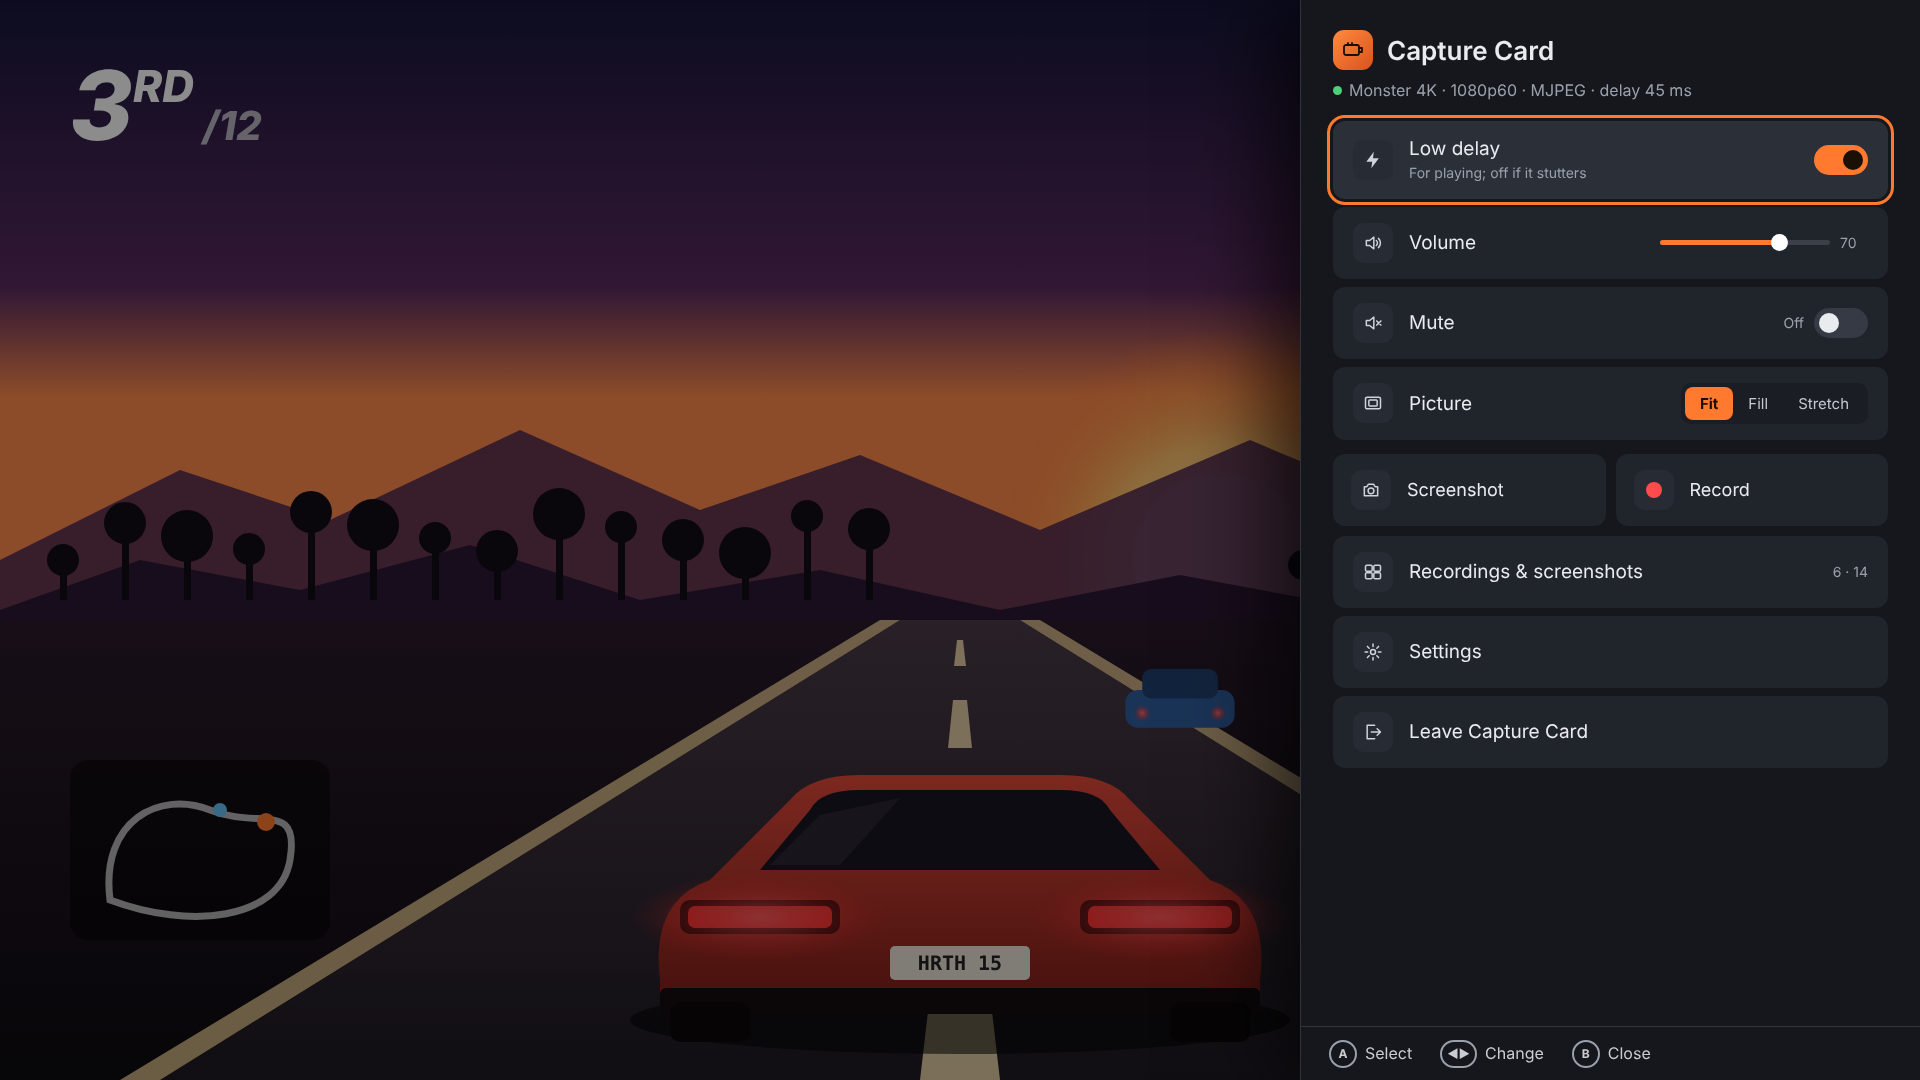 3RD /12
HRTH 15
Capture Card
Monster 4K · 1080p60 · MJPEG · delay 45 ms
Low delay
For playing; off if it stutters
Volume 70
Mute Off
Picture Fit Fill Stretch
Screenshot Record
Recordings & screenshots 6 · 14
Settings
Leave Capture Card
A Select Change B Close